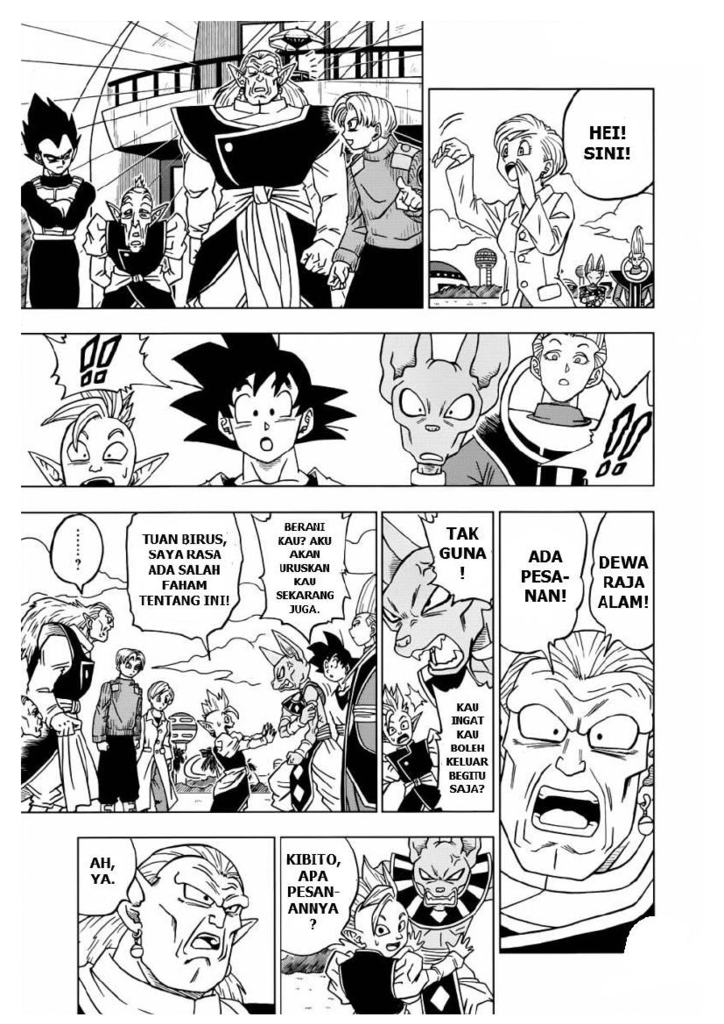 HEI!
SINI!
!!
!!
DEWA
RAJA
ALAM!
ADA
PESA-
NAN!
TAK
GUNA
!
KAU
INGAT
KAU
BOLEH
KELUAR
BEGITU
SAJA?
BERANI
KAU? AKU
AKAN
URUSKAN
KAU
SEKARANG
JUGA.
TUAN BIRUS,
SAYA RASA
ADA SALAH
FAHAM
TENTANG INI!
......
?
KIBITO,
APA
PESAN-
ANNYA
?
AH,
YA.